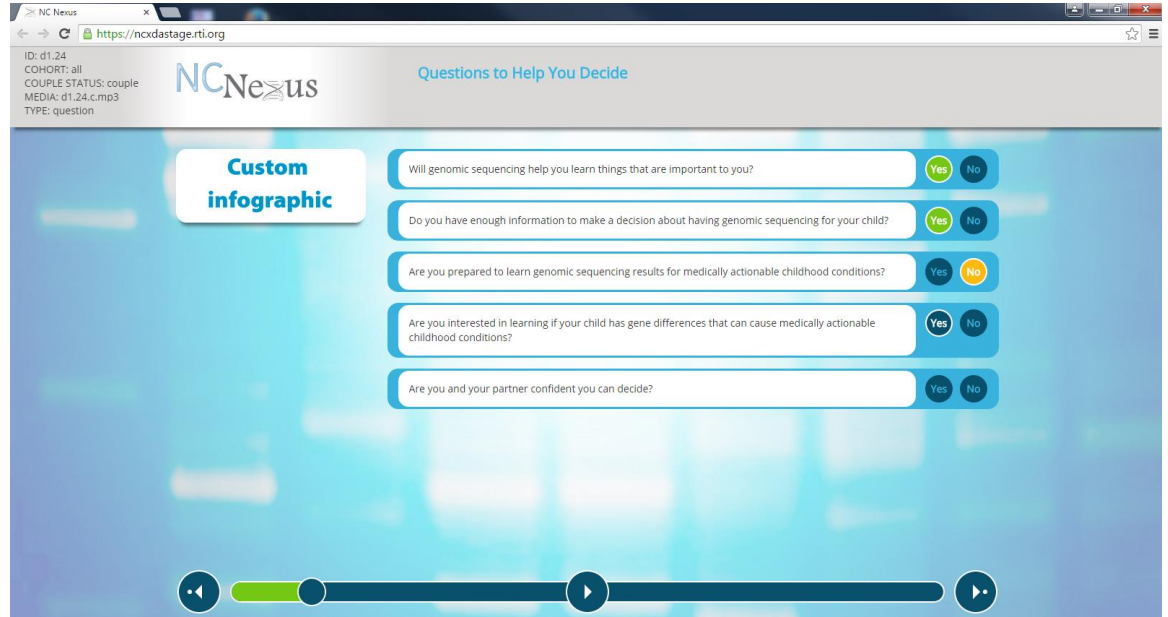 NC Nexus
https://ncxdastage.rti.org
ID: d1.24
COHORT: all
COUPLE STATUS: couple
MEDIA: d1.24.c.mp3
TYPE: question
NCNexus
Questions to Help You Decide
Custom
infographic
Will genomic sequencing help you learn things that are important to you?
Yes No
Do you have enough information to make a decision about having genomic sequencing for your child?
Yes No
Are you prepared to learn genomic sequencing results for medically actionable childhood conditions?
Yes No
Are you interested in learning if your child has gene differences that can cause medically actionable
childhood conditions?
Yes No
Are you and your partner confident you can decide?
Yes No